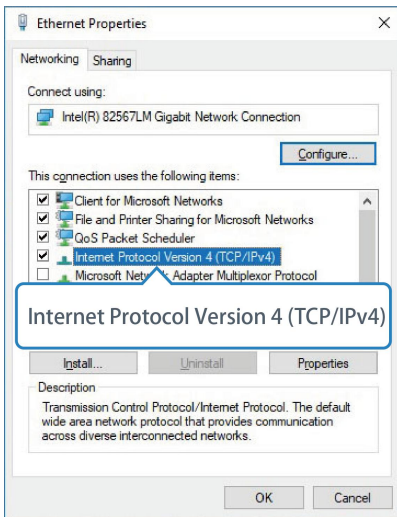 Ethernet Properties
Networking Sharing
Connect using:
Intel(R) 82567LM Gigabit Network Connection
Configure...
This connection uses the following items:
Client for Microsoft Networks
File and Printer Sharing for Microsoft Networks
QoS Packet Scheduler
Internet Protocol Version 4 (TCP/IPv4)
Microsoft Network Adapter Multiplexor Protocol
Internet Protocol Version 4 (TCP/IPv4)
Install... Uninstall Properties
Description
Transmission Control Protocol/Internet Protocol. The default
wide area network protocol that provides communication
across diverse interconnected networks.
OK Cancel